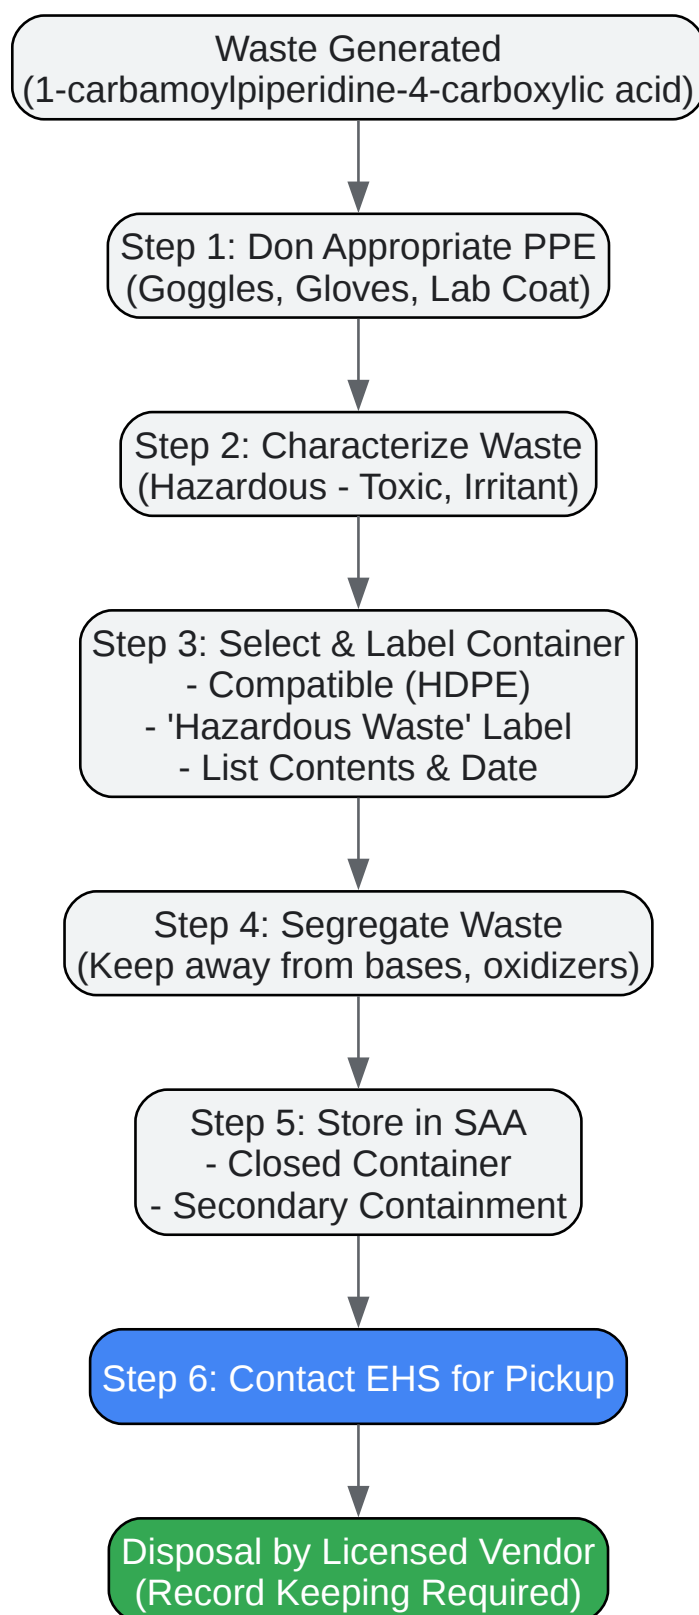 Waste Generated
(1-carbamoylpiperidine-4-carboxylic acid)
Step 1: Don Appropriate PPE
(Goggles, Gloves, Lab Coat)
Step 2: Characterize Waste
(Hazardous - Toxic, Irritant)
Step 3: Select & Label Container
- Compatible (HDPE)
- 'Hazardous Waste' Label
- List Contents & Date
Step 4: Segregate Waste
(Keep away from bases, oxidizers)
Step 5: Store in SAA
- Closed Container
- Secondary Containment
Step 6: Contact EHS for Pickup
Disposal by Licensed Vendor
(Record Keeping Required)